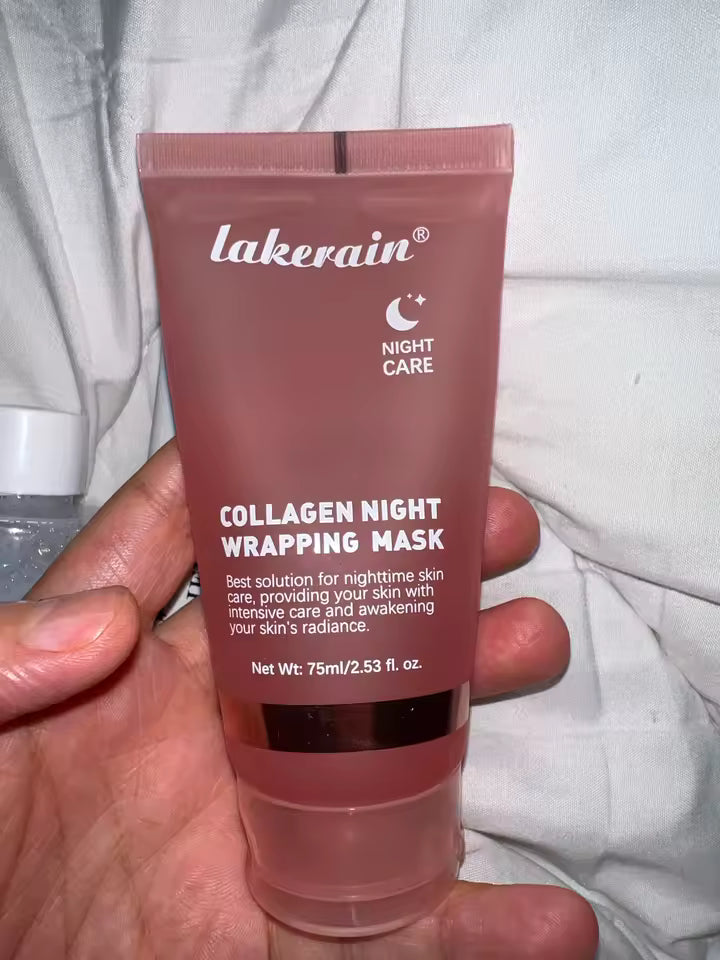 lakerain®
NIGHT
CARE
COLLAGEN NIGHT
WRAPPING MASK
Best solution for nighttime skin
care, providing your skin with
intensive care and awakening
your skin's radiance.
Net Wt: 75ml/2.53 fl. oz.